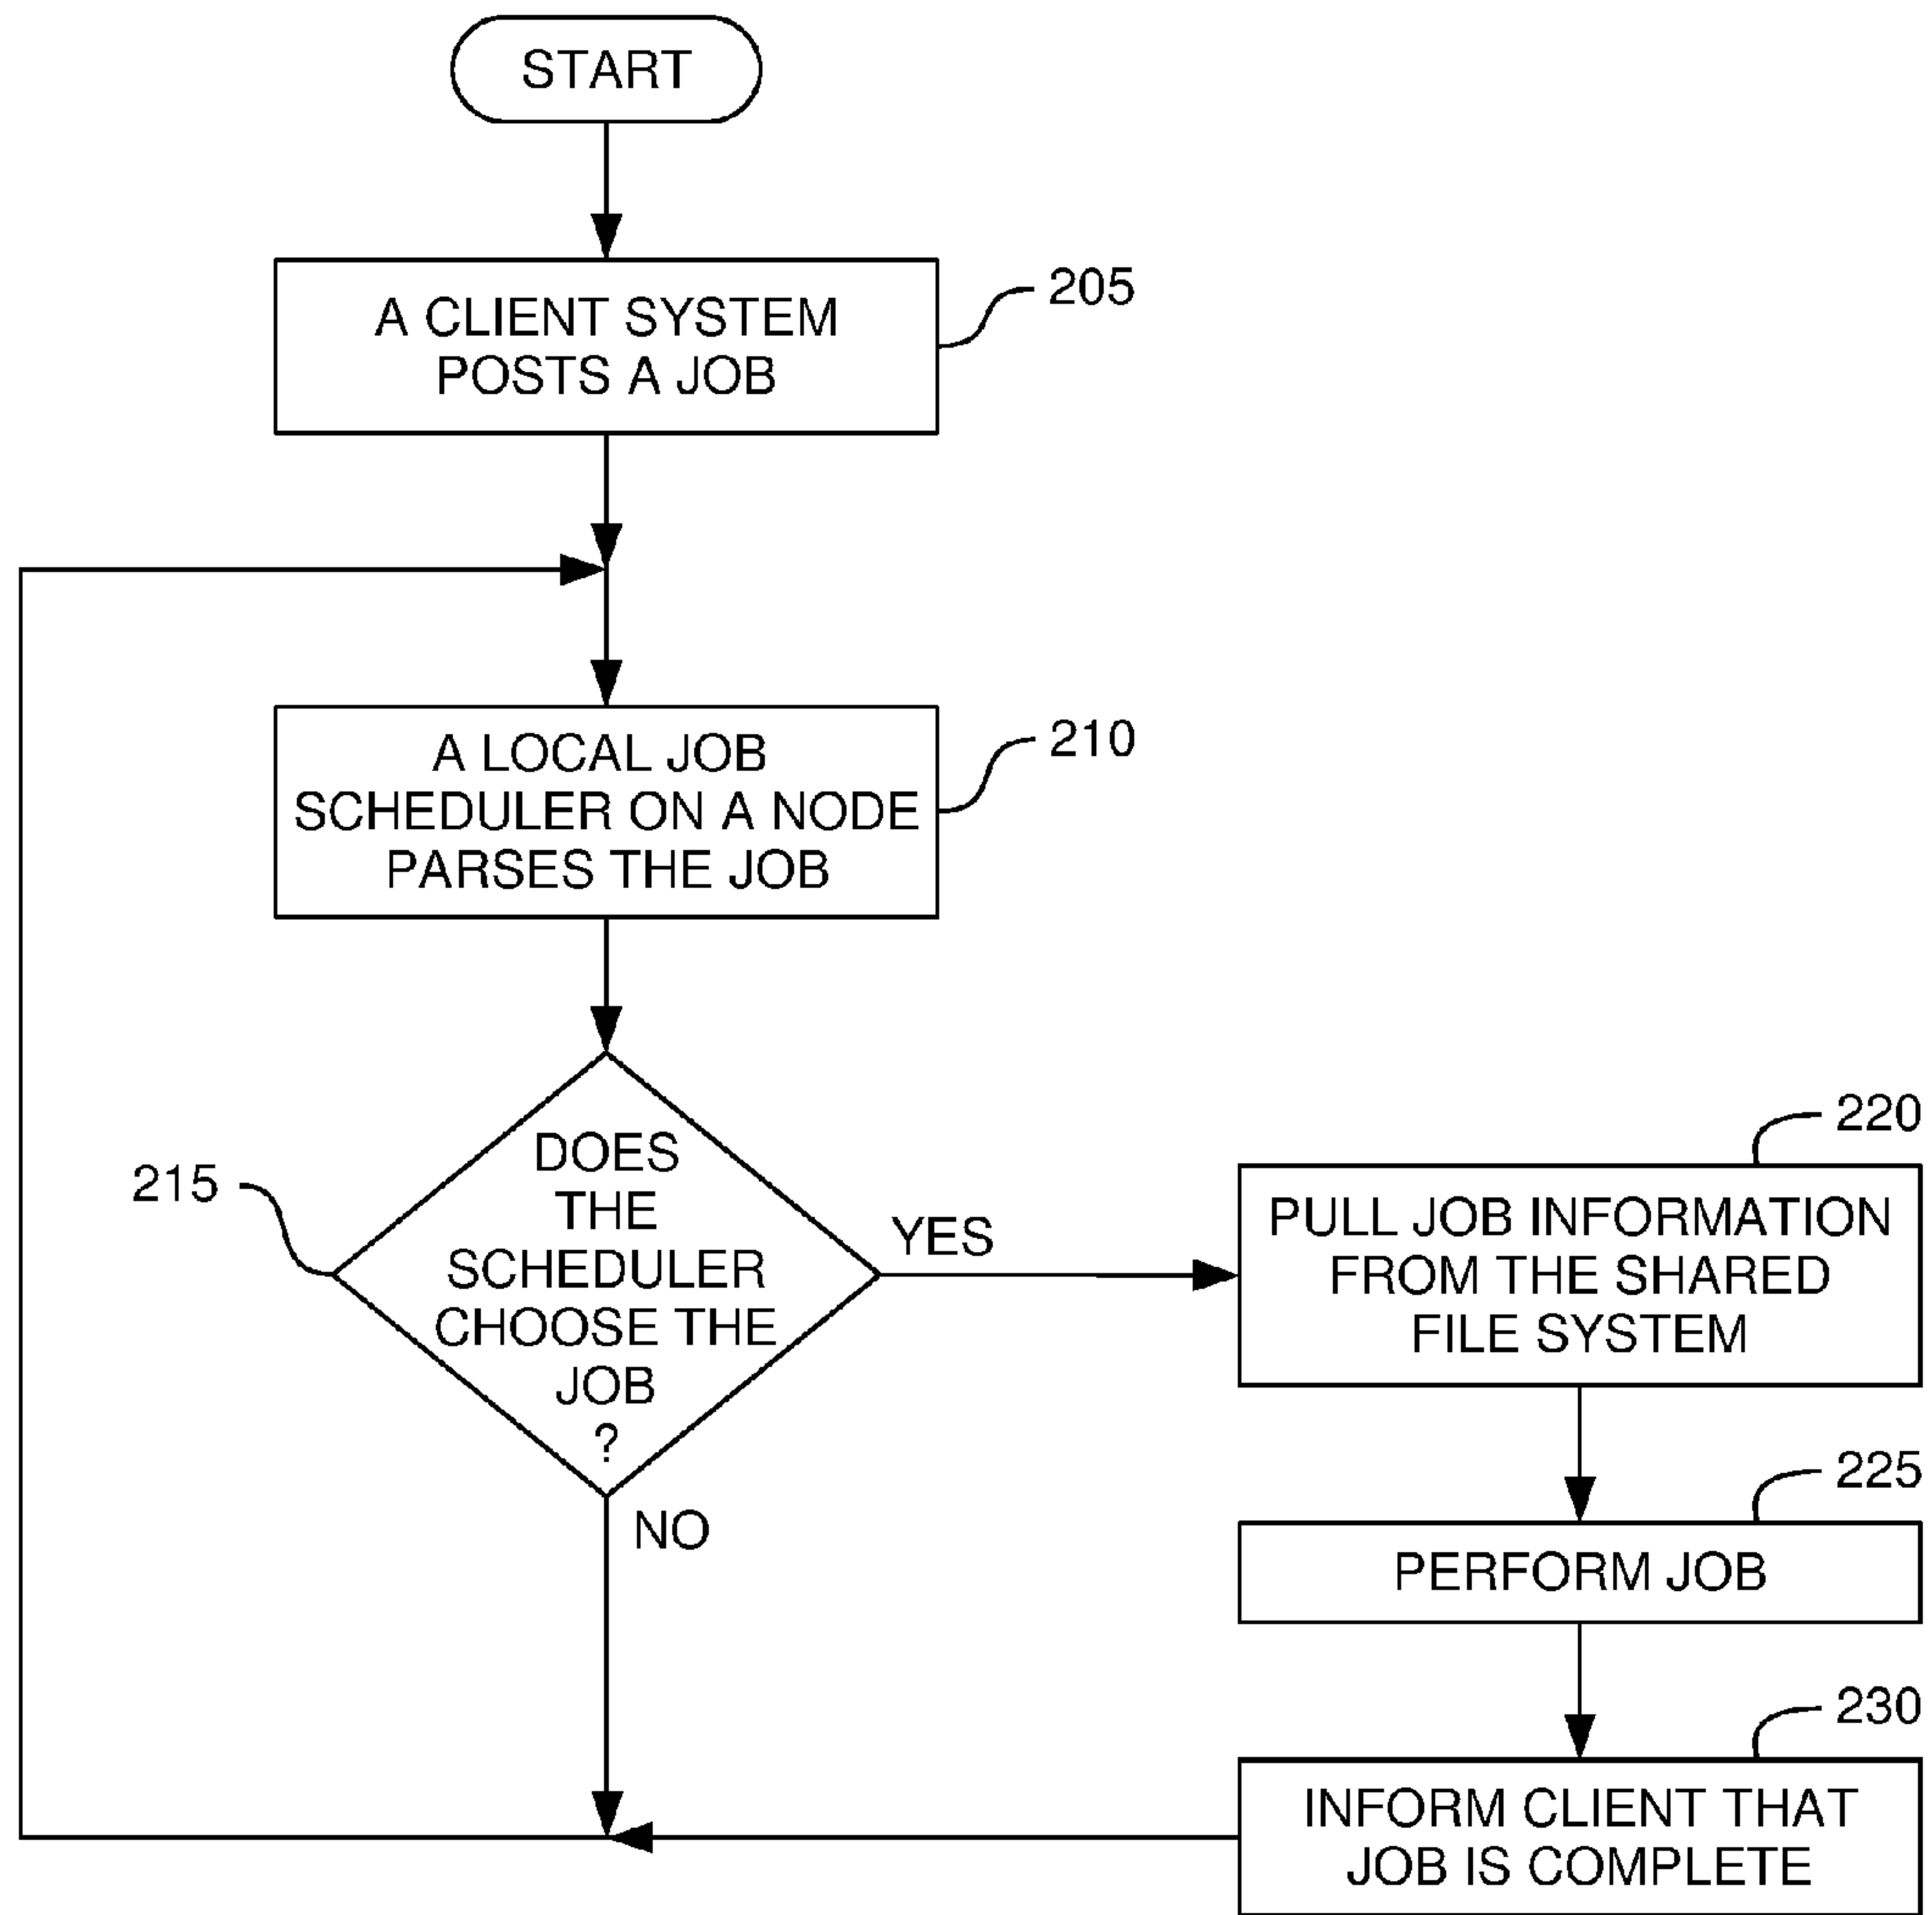 START
A CLIENT SYSTEM
POSTS A JOB
205
A LOCAL JOB
SCHEDULER ON A NODE
PARSES THE JOB
210
215
DOES
THE
SCHEDULER
CHOOSE THE
JOB
?
YES
NO
220
PULL JOB INFORMATION
FROM THE SHARED
FILE SYSTEM
225
PERFORM JOB
230
INFORM CLIENT THAT
JOB IS COMPLETE